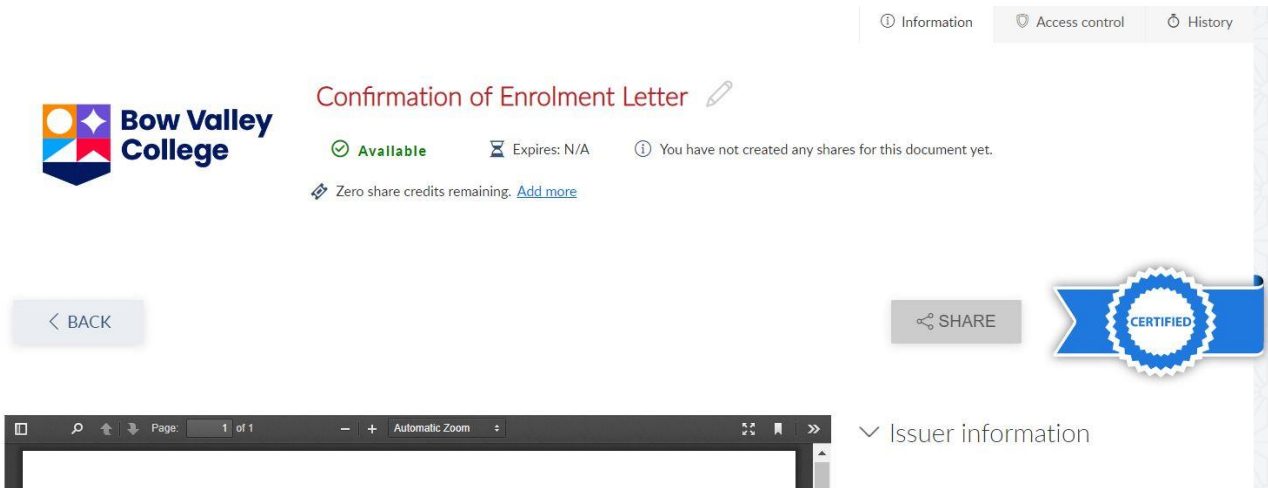 Information
Access control
History
Bow Valley
College
Confirmation of Enrolment Letter
Available
Expires: N/A
You have not created any shares for this document yet.
Zero share credits remaining. Add more
< BACK
SHARE
CERTIFIED
Page: 1 of 1
Automatic Zoom
Issuer information